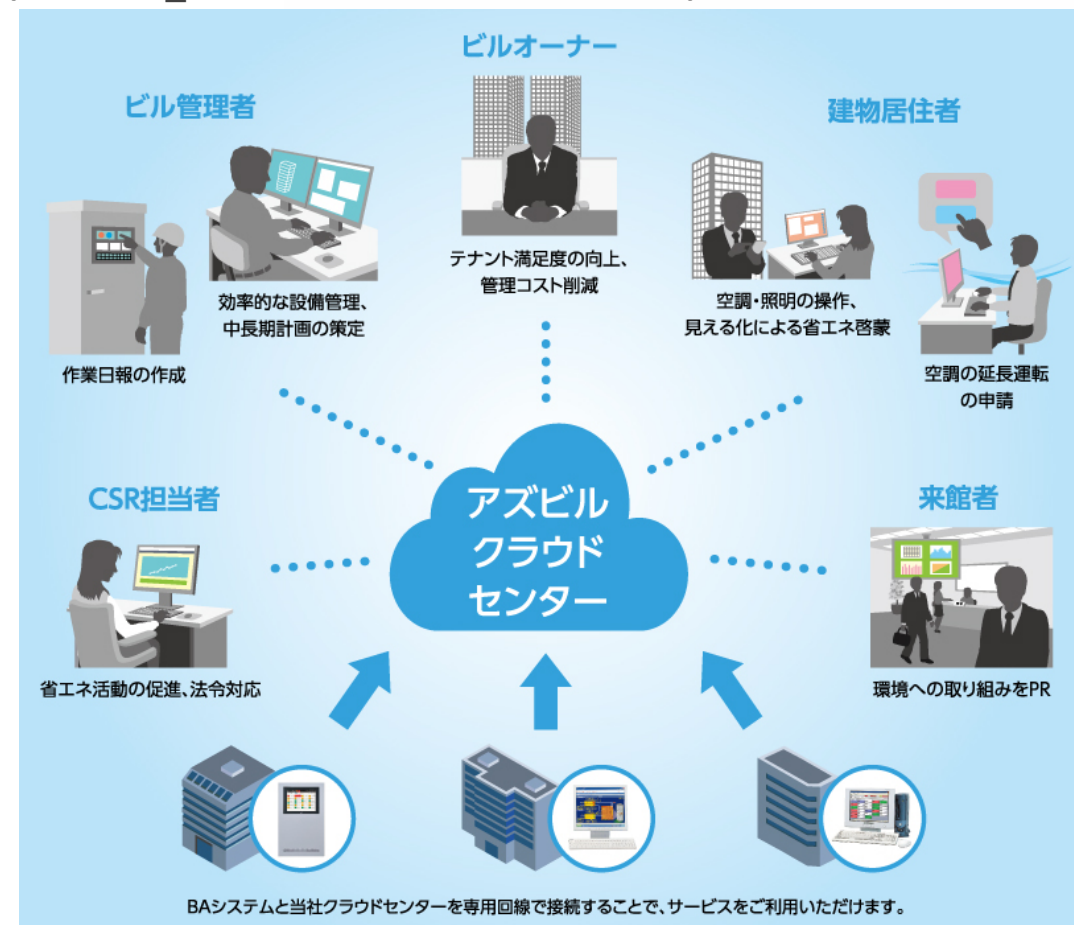 ビルオーナー
ビル管理者
建物居住者
テナント満足度の向上、
管理コスト削減
効率的な設備管理、
中長期計画の策定
空調・照明の操作、
見える化による省エネ啓蒙
作業日報の作成
空調の延長運転
の申請
CSR担当者
アズビル
クラウド
センター
来館者
省エネ活動の促進、法令対応
環境への取り組みをPR
BAシステムと当社クラウドセンターを専用回線で接続することで、サービスをご利用いただけます。